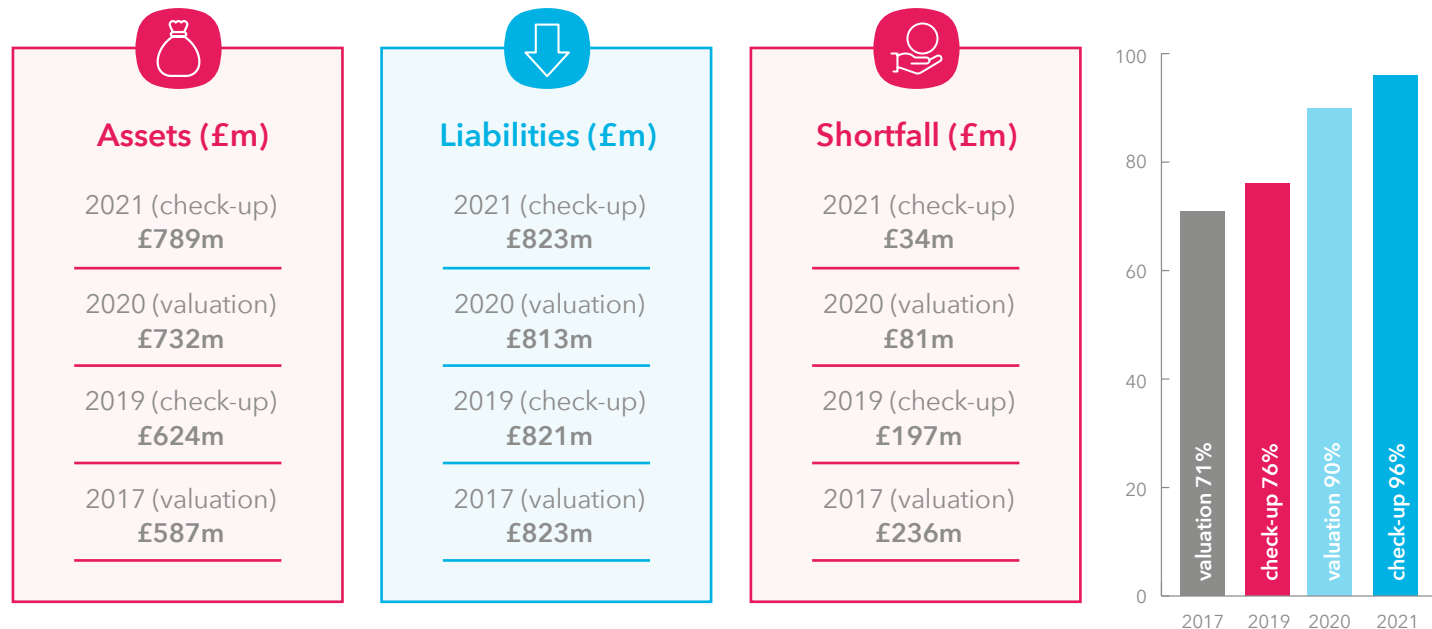 Assets (£m)
2021 (check-up)
£789m
2020 (valuation)
£732m
2019 (check-up)
£624m
2017 (valuation)
£587m
Liabilities (£m)
2021 (check-up)
£823m
2020 (valuation)
£813m
2019 (check-up)
£821m
2017 (valuation)
£823m
Shortfall (£m)
2021 (check-up)
£34m
2020 (valuation)
£81m
2019 (check-up)
£197m
2017 (valuation)
£236m
100
80
60
40
20
0
valuation 71%
check-up 76%
valuation 90%
check-up 96%
2017
2019
2020
2021